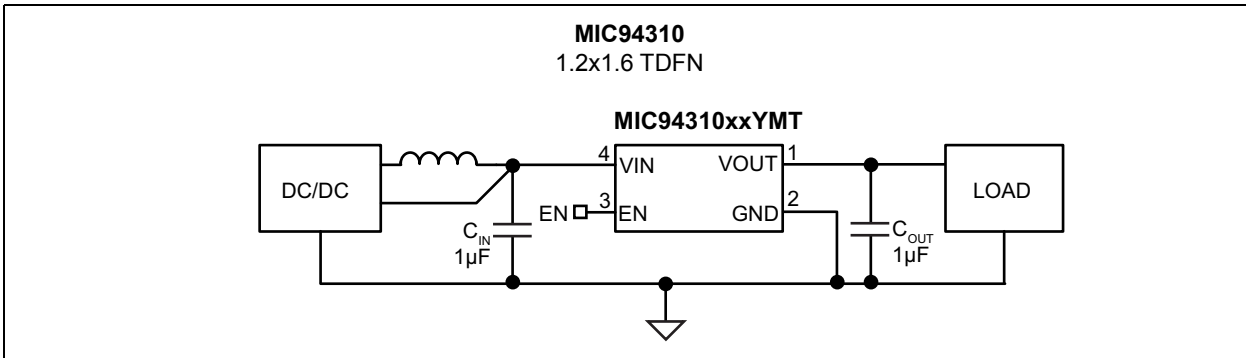 MIC94310
1.2x1.6 TDFN
MIC94310xxYMT
DC/DC
4
VIN
VOUT
1
LOAD
EN
3
EN
GND
2
CIN
1µF
COUT
1µF